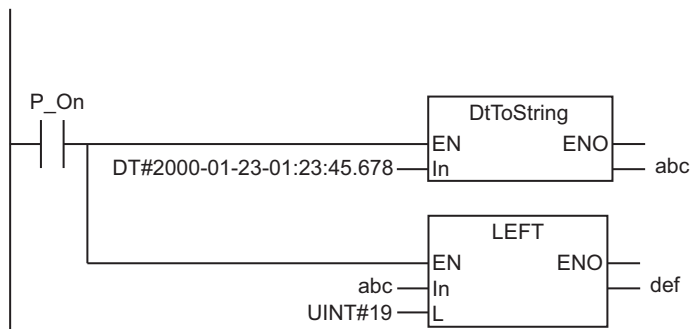 P_On
DtToString
EN ENO
DT#2000-01-23-01:23:45.678 In abc
LEFT
EN ENO
abc In def
UINT#19 L